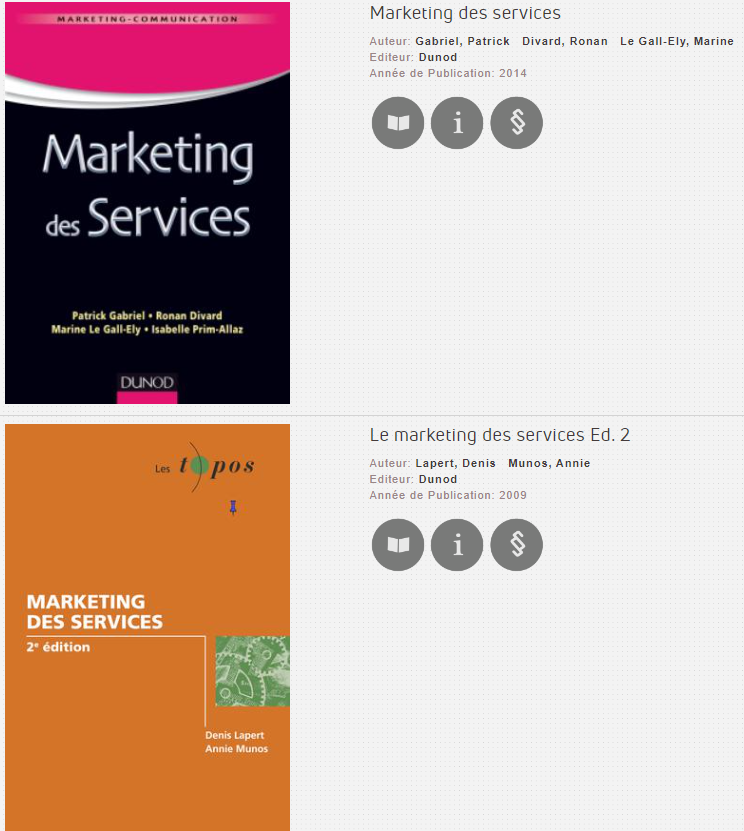 MARKETING-COMMUNICATION
Marketing
des Services
Patrick Gabriel • Ronan Divard
Marine Le Gall-Ely • Isabelle Prim-Allaz
DUNOD
Marketing des services
Auteur: Gabriel, Patrick Divard, Ronan Le Gall-Ely, Marine
Editeur: Dunod
Année de Publication: 2014
i
§
Les topos
MARKETING
DES SERVICES
2e édition
Denis Lapert
Annie Munos
Le marketing des services Ed. 2
Auteur: Lapert, Denis Munos, Annie
Editeur: Dunod
Année de Publication: 2009
i
§